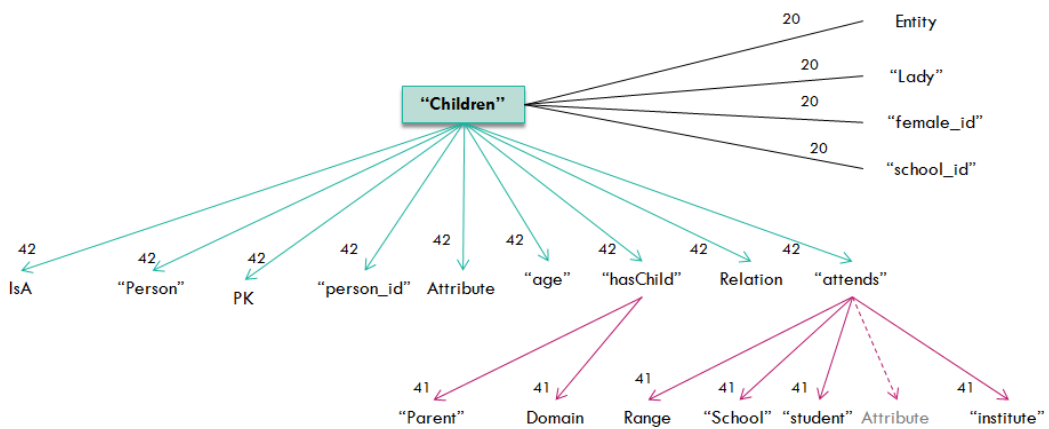 20 Entity
20 “Lady”
“Children”
20 “female_id”
20 “school_id”
42 42 42 42 42 42 42 42 42
IsA “Person” PK “person_id” Attribute “age” “hasChild” Relation “attends”
41 41 41 41 41 41
“Parent” Domain Range “School” “student” Attribute “institute”